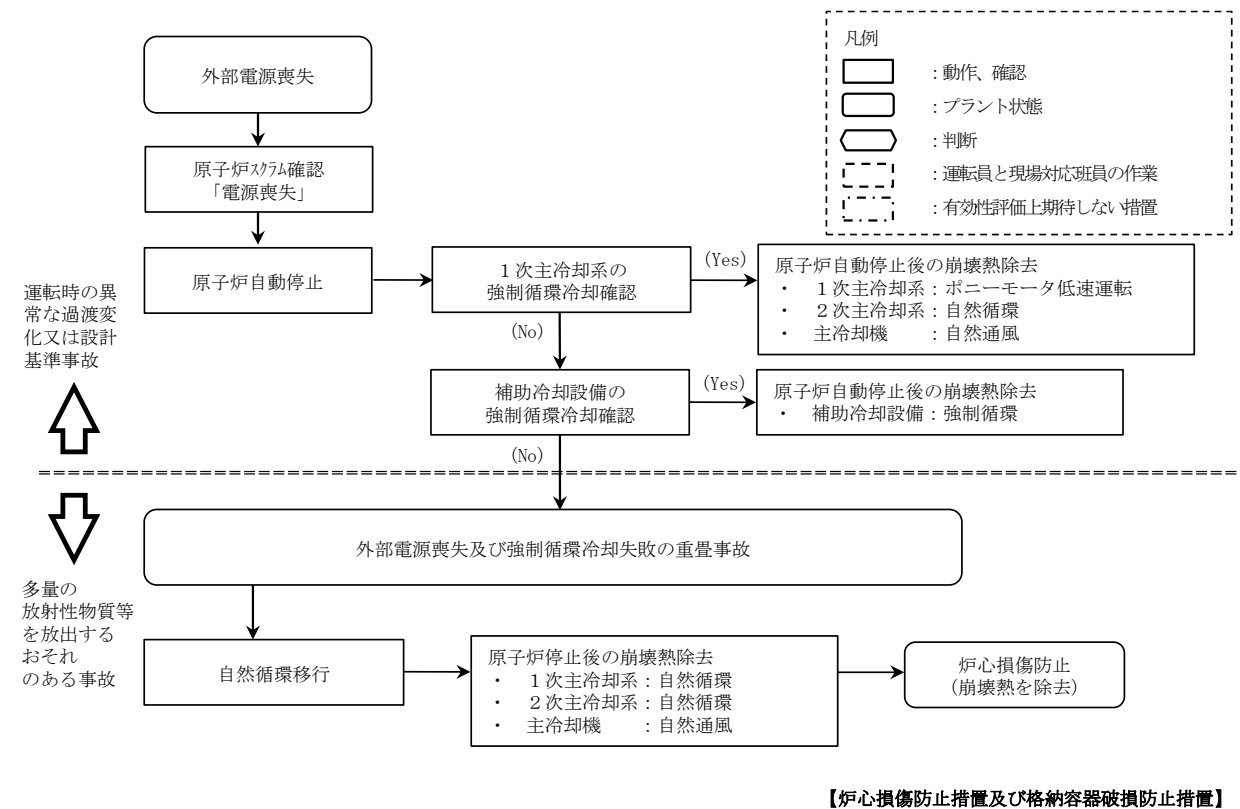 凡例
：動作、確認
：プラント状態
：判断
：運転員と現場対応班員の作業
：有効性評価上期待しない措置
外部電源喪失
原子炉ｽｸﾗﾑ確認
「電源喪失」
原子炉自動停止
１次主冷却系の
強制循環冷却確認
(Yes)
原子炉自動停止後の崩壊熱除去
・　１次主冷却系：ポニーモータ低速運転
・　２次主冷却系：自然循環
・　主冷却機　　：自然通風
(No)
運転時の異
常な過渡変
化又は設計
基準事故
補助冷却設備の
強制循環冷却確認
(Yes)
原子炉自動停止後の崩壊熱除去
・　補助冷却設備：強制循環
(No)
外部電源喪失及び強制循環冷却失敗の重畳事故
多量の
放射性物質等
を放出する
おそれ
のある事故
自然循環移行
原子炉停止後の崩壊熱除去
・　１次主冷却系：自然循環
・　２次主冷却系：自然循環
・　主冷却機　　：自然通風
炉心損傷防止
（崩壊熱を除去）
【炉心損傷防止措置及び格納容器破損防止措置】